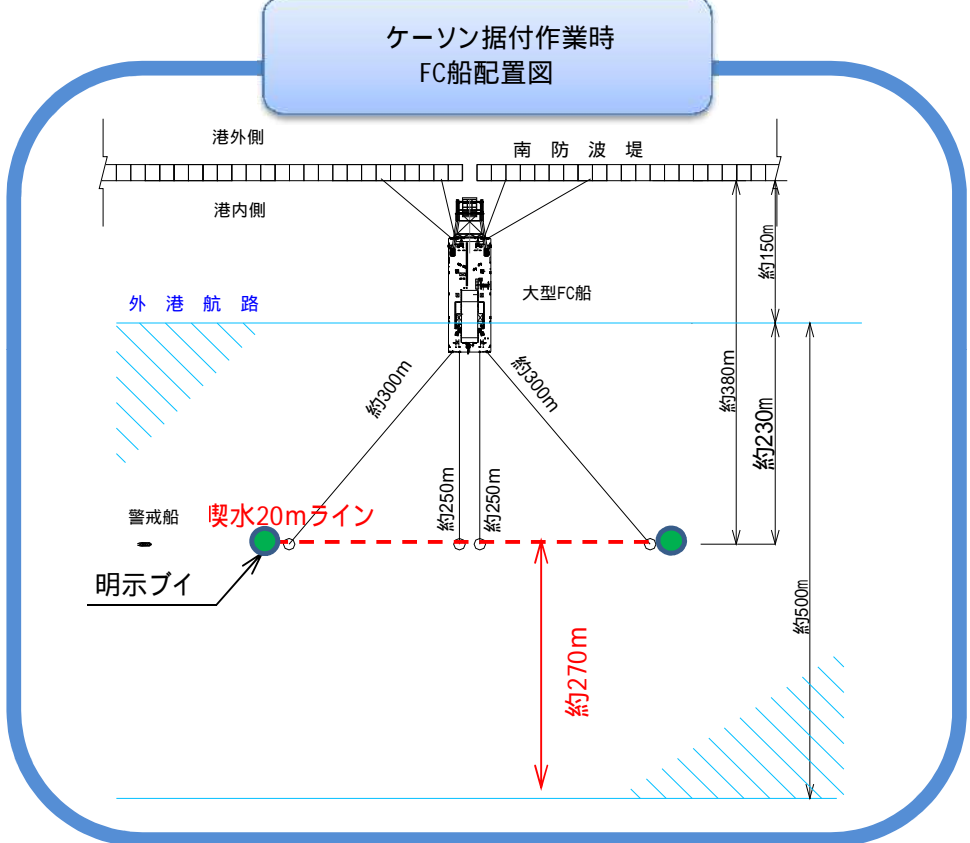 ケーソン据付作業時
FC船配置図
港外側
南防波堤
港内側
約150m
大型FC船
外港航路
約300m
約300m
約380m
約230m
約250m
約250m
警戒船
喫水20mライン
明示ブイ
約500m
約270m